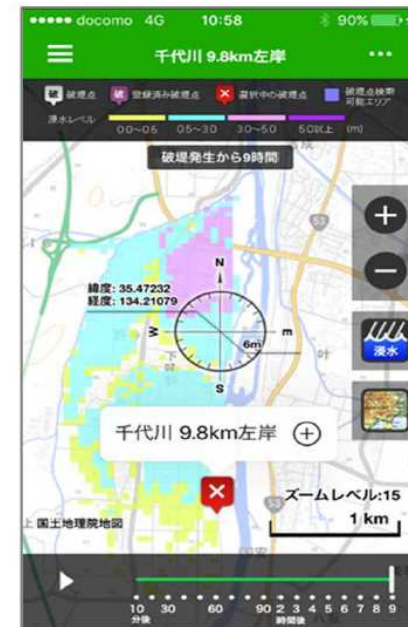 docomo 4G 10:58 90%
千代川 9.8km左岸
破 破堤点 破 登録済み破堤点 選択中の破堤点 破堤点検索可能エリア
浸水レベル 0.0〜0.5 0.5〜3.0 3.0〜5.0 5.0以上 (m)
破堤発生から9時間
53
緯度: 35.47232
経度: 134.21079
N
W
E
S
6m
叶
浸水
千代川 9.8km左岸
ズームレベル:15
1 km
53
国土地理院地図
国安
10 30 60 90 2 3 4 5 6 7 8 9
分後 時間後